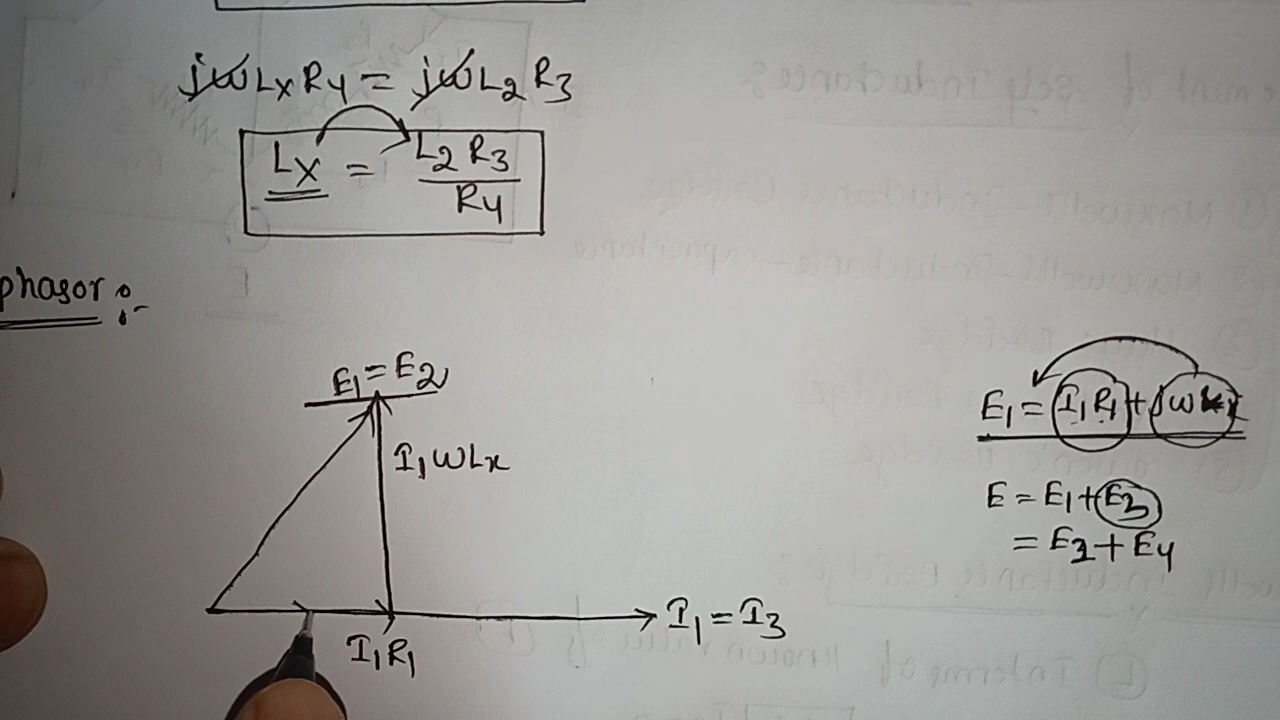 jωLxR4 = jωL2R3
Lx = L2R3/R4
phasor :-
E1 = E2
I1ωLx
I1R1
I1 = I3
E1 = I1R1 + jω
E = E1 + E3
= E2 + E4